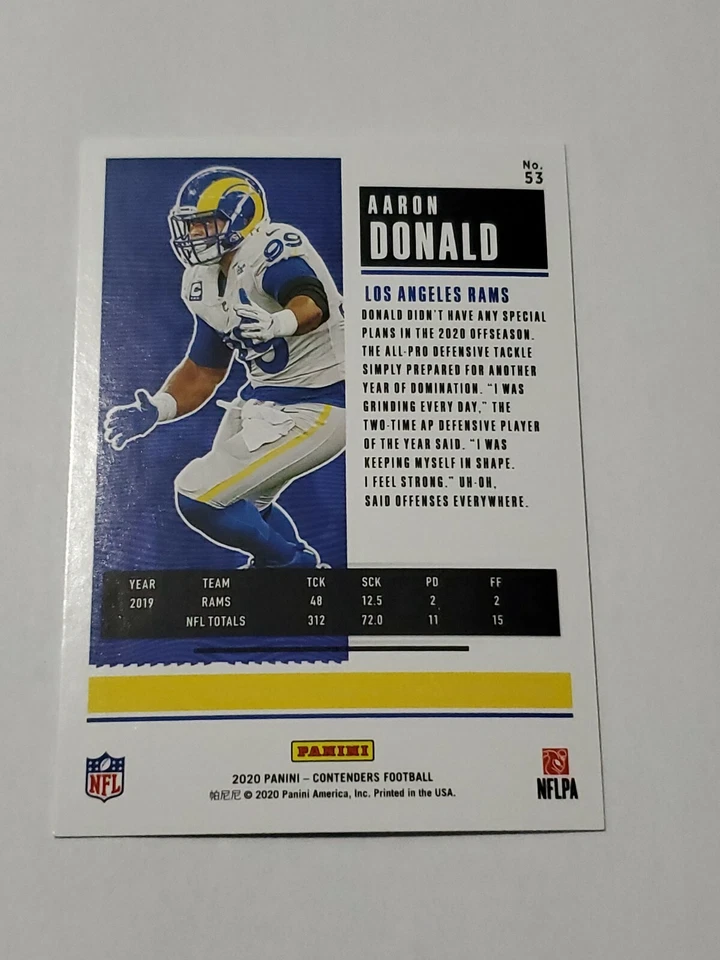 No.
53
AARON
DONALD
LOS ANGELES RAMS
DONALD DIDN'T HAVE ANY SPECIAL
PLANS IN THE 2020 OFFSEASON.
THE ALL-PRO DEFENSIVE TACKLE
SIMPLY PREPARED FOR ANOTHER
YEAR OF DOMINATION. "I WAS
GRINDING EVERY DAY," THE
TWO-TIME AP DEFENSIVE PLAYER
OF THE YEAR SAID. "I WAS
KEEPING MYSELF IN SHAPE.
I FEEL STRONG." UH-OH,
SAID OFFENSES EVERYWHERE.
99
C
99
YEAR TEAM TCK SCK PD FF
2019 RAMS 48 12.5 2 2
NFL TOTALS 312 72.0 11 15
PANINI
NFL
2020 PANINI – CONTENDERS FOOTBALL
帕尼尼 © 2020 Panini America, Inc. Printed in the USA.
NFLPA